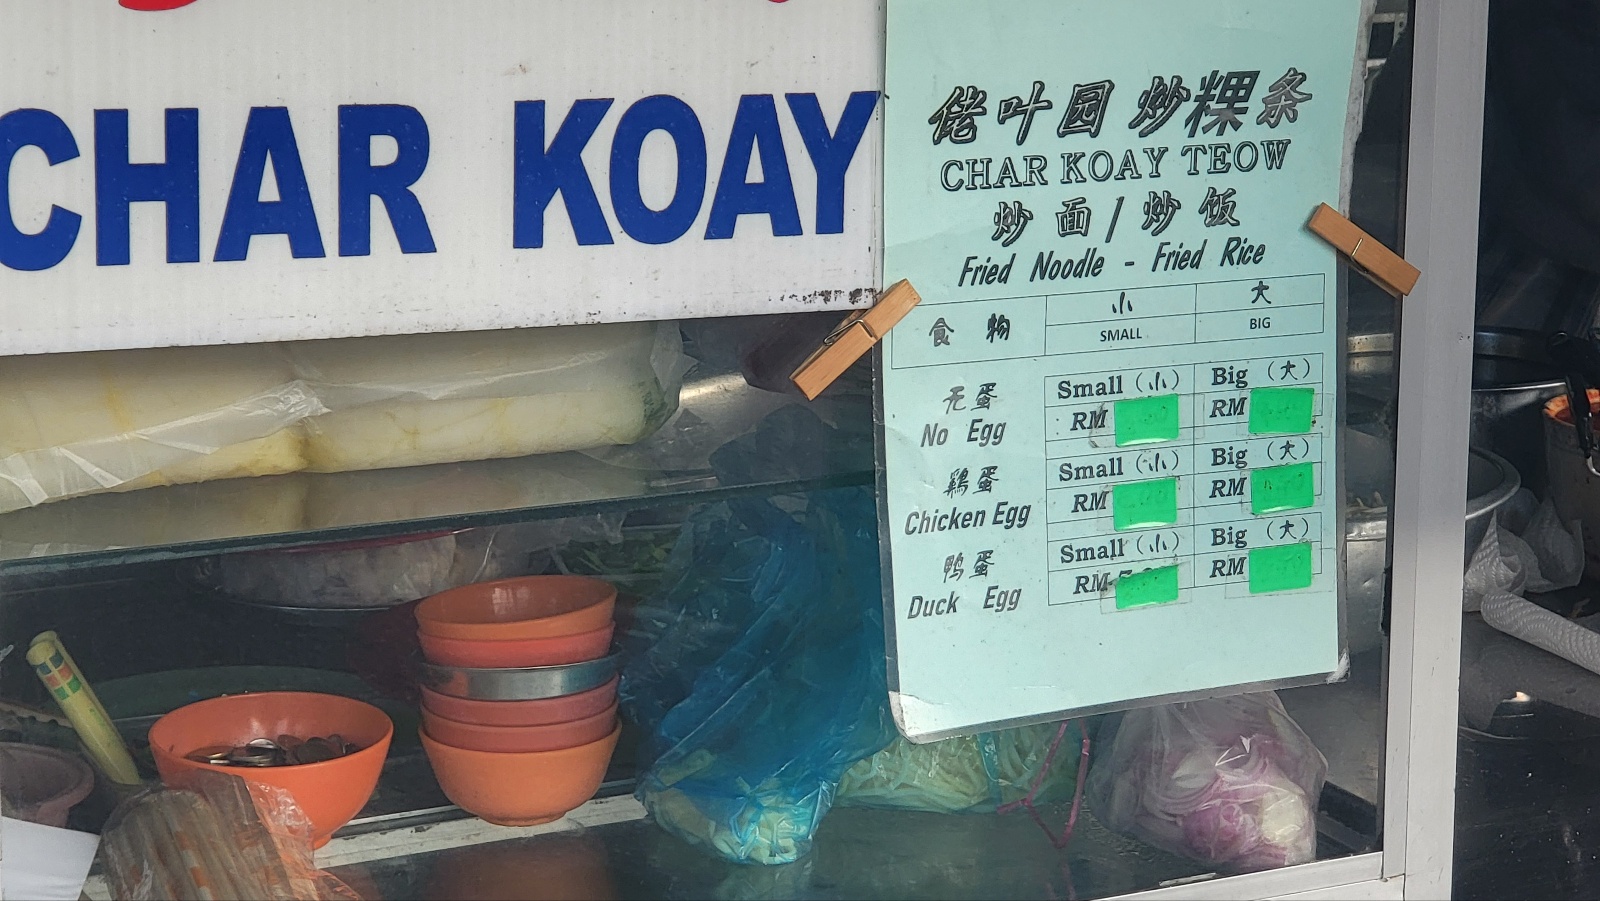 CHAR KOAY
佬叶园 炒粿条
CHAR KOAY TEOW
炒面/炒饭
Fried Noodle - Fried Rice
食物 小 大
SMALL BIG
无蛋 Small (小) Big (大)
No Egg RM RM
鷄蛋 Small (小) Big (大)
Chicken Egg RM RM
鸭蛋 Small (小) Big (大)
Duck Egg RM RM